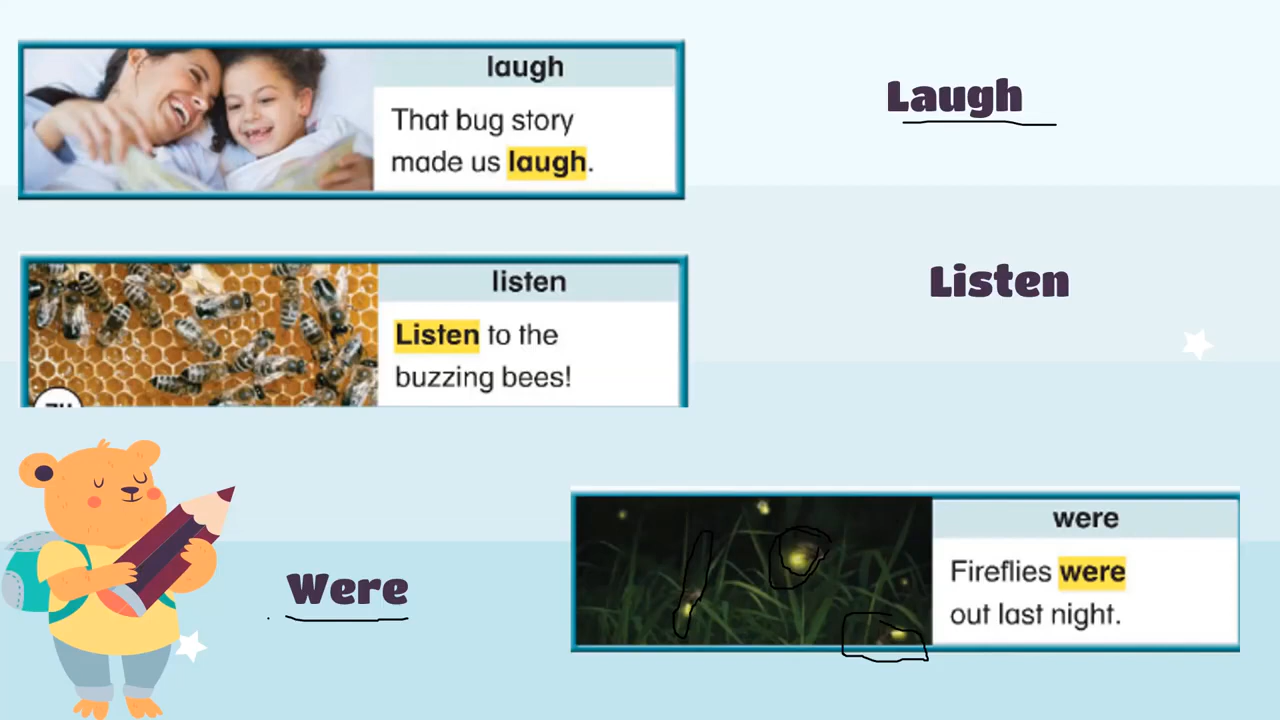 laugh
That bug story
made us laugh.
Laugh
listen
Listen to the
buzzing bees!
Listen
were
Fireflies were
out last night.
Were